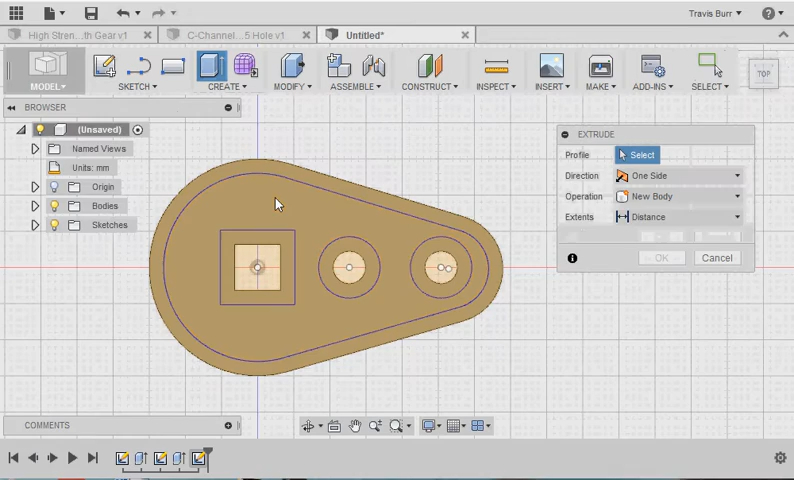 Travis Burr
High Stren...th Gear v1
C-Channel...5 Hole v1
Untitled*
MODEL
SKETCH
CREATE
MODIFY
ASSEMBLE
CONSTRUCT
INSPECT
INSERT
MAKE
ADD-INS
SELECT
TOP
BROWSER
(Unsaved)
Named Views
Units: mm
Origin
Bodies
Sketches
EXTRUDE
Profile Select
Direction One Side
Operation New Body
Extents Distance
OK Cancel
COMMENTS